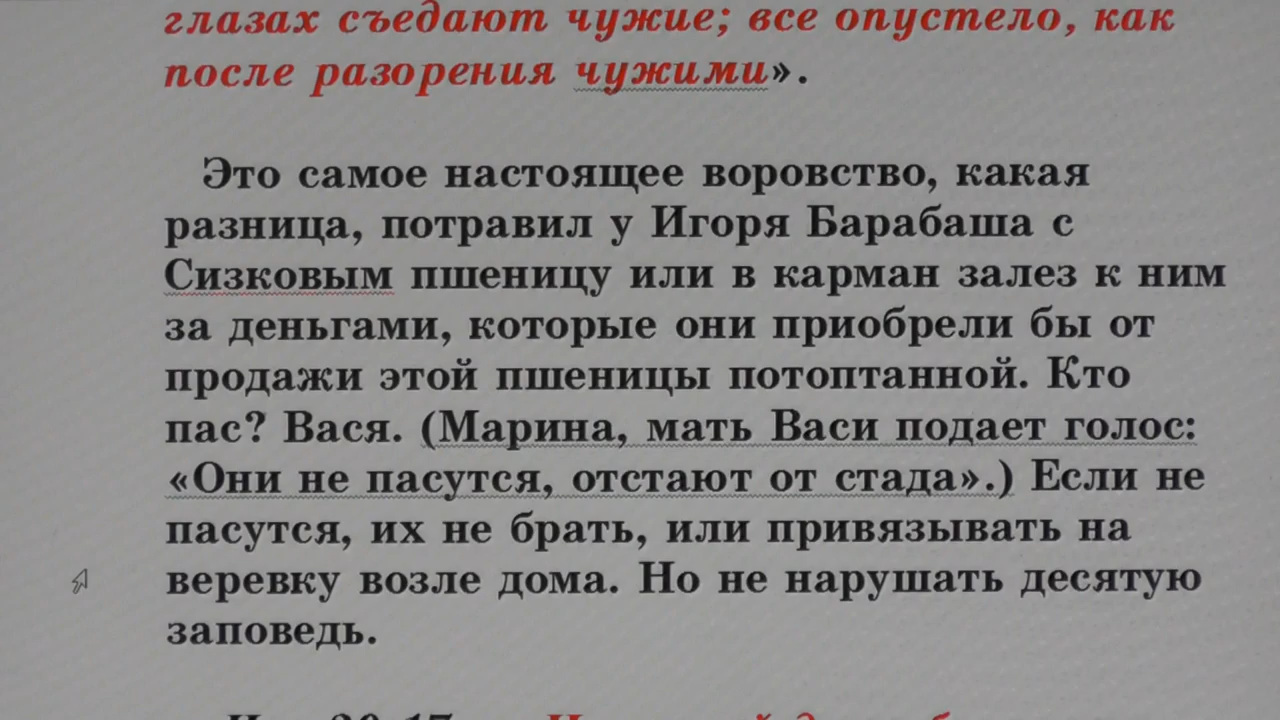 глазах съедают чужие; все опустело, как
после разорения чужими».
Это самое настоящее воровство, какая
разница, потравил у Игоря Барабаша с
Сизковым пшеницу или в карман залез к ним
за деньгами, которые они приобрели бы от
продажи этой пшеницы потоптанной. Кто
пас? Вася. (Марина, мать Васи подает голос:
«Они не пасутся, отстают от стада».) Если не
пасутся, их не брать, или привязывать на
веревку возле дома. Но не нарушать десятую
заповедь.